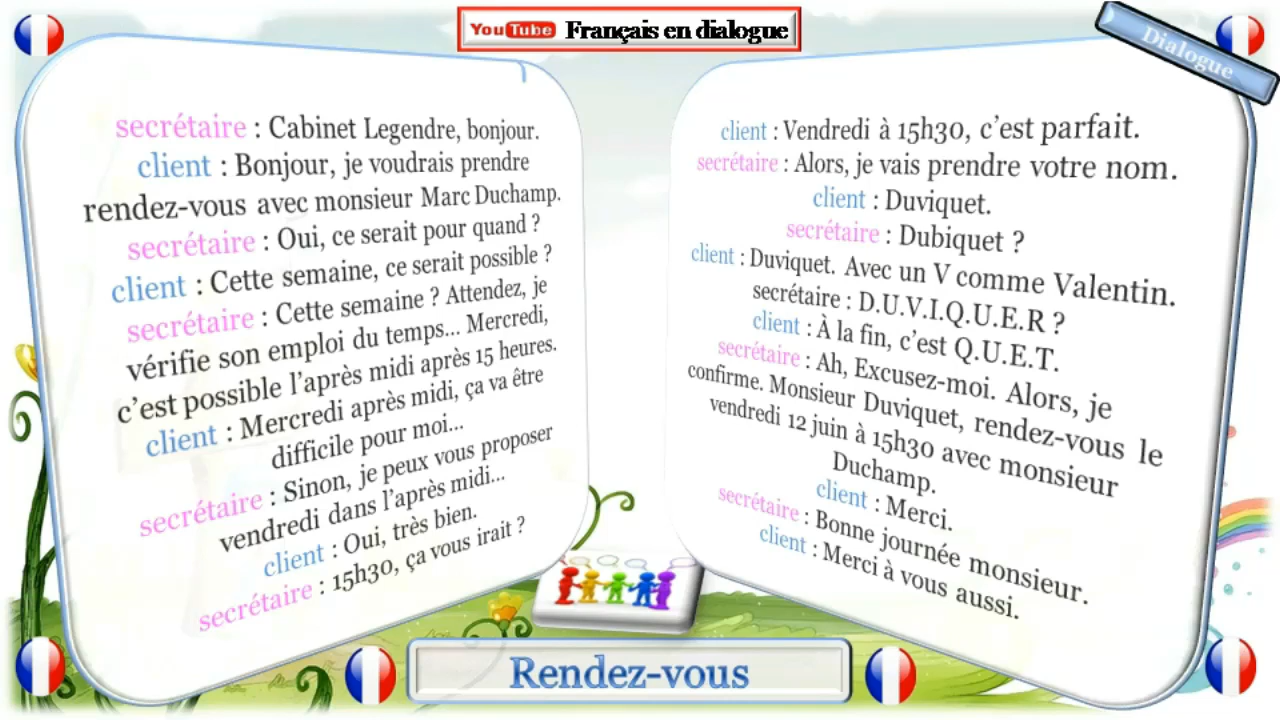 YouTube Français en dialogue
Dialogue
secrétaire : Cabinet Legendre, bonjour.
client : Bonjour, je voudrais prendre
rendez-vous avec monsieur Marc Duchamp.
secrétaire : Oui, ce serait pour quand ?
client : Cette semaine, ce serait possible ?
secrétaire : Cette semaine ? Attendez, je
vérifie son emploi du temps... Mercredi,
c'est possible l'après midi après 15 heures.
client : Mercredi après midi, ça va être
difficile pour moi...
secrétaire : Sinon, je peux vous proposer
vendredi dans l'après midi...
client : Oui, très bien.
secrétaire : 15h30, ça vous irait ?
client : Vendredi à 15h30, c'est parfait.
secrétaire : Alors, je vais prendre votre nom.
client : Duviquet.
secrétaire : Dubiquet ?
client : Duviquet. Avec un V comme Valentin.
secrétaire : D.U.V.I.Q.U.E.R ?
client : À la fin, c'est Q.U.E.T.
secrétaire : Ah, Excusez-moi. Alors, je
confirme. Monsieur Duviquet, rendez-vous le
vendredi 12 juin à 15h30 avec monsieur
Duchamp.
client : Merci.
secrétaire : Bonne journée monsieur.
client : Merci à vous aussi.
Rendez-vous